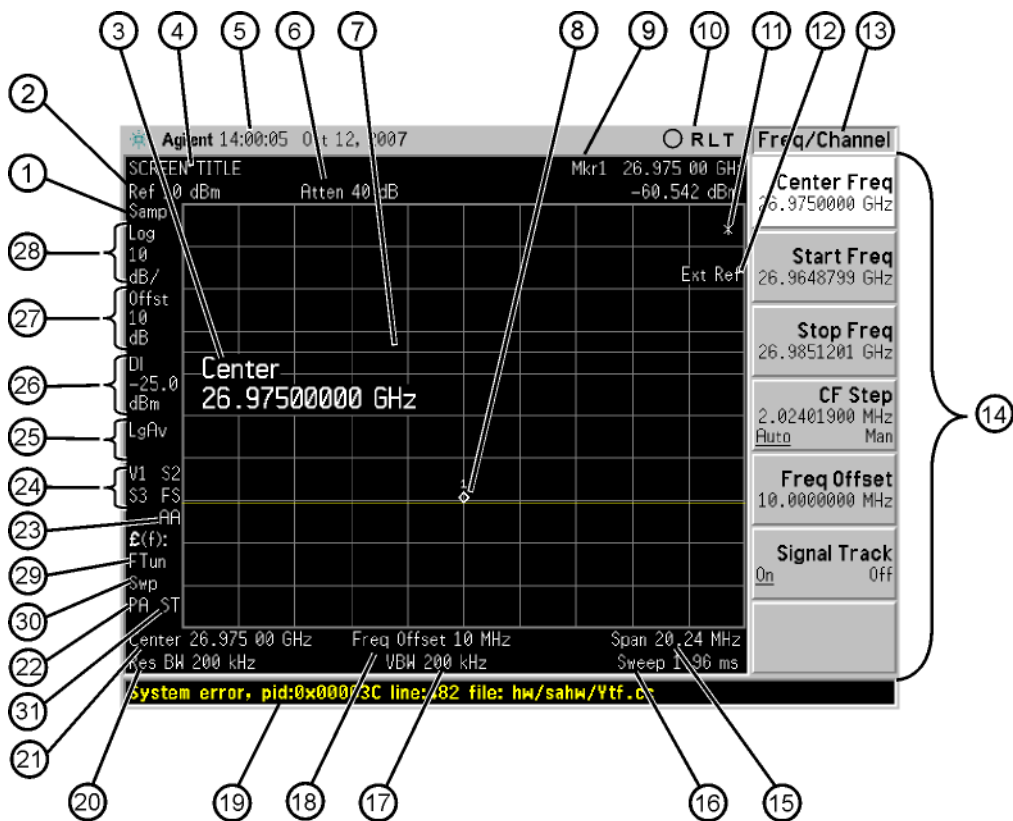 3 4 5 6 7 8 9 10 11 12 13
2
Agilent 14:00:05 Oct 12, 2007 R L T Freq/Channel
SCREEN TITLE Mkr1 26.975 00 GHz
1
Ref dBm Atten 40 dB -60.542 dBm
Samp
Log
10
dB/
28
Offst
10
dB
27
DI
-25.0
dBm
26
LgAv
25
V1 S2
S3 FS
24
AA
23
£(f):
FTun
29
Swp
30
PA ST
22
31
Ext Ref
Center
26.97500000 GHz
1
Center 26.975 00 GHz Freq Offset 10 MHz Span 20.24 MHz
Res BW 200 kHz VBW 200 kHz Sweep 1.96 ms
System error, pid:0x00003C line: file: hw/sahw/Ytf.cc
Center Freq
26.9750000 GHz
Start Freq
26.9648799 GHz
Stop Freq
26.9851201 GHz
CF Step
2.02401900 MHz
Auto Man
Freq Offset
10.0000000 MHz
Signal Track
On Off
14
21
20 19 18 17 16 15